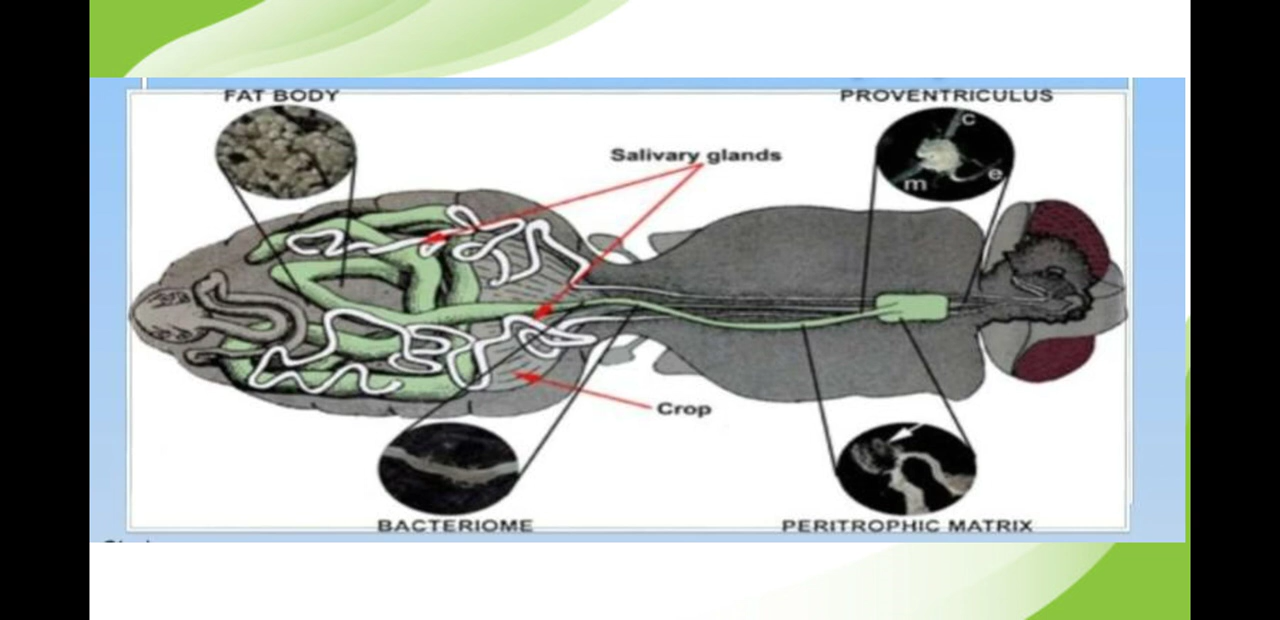 FAT BODY
PROVENTRICULUS
c
Salivary glands
m
e
Crop
BACTERIOME
PERITROPHIC MATRIX